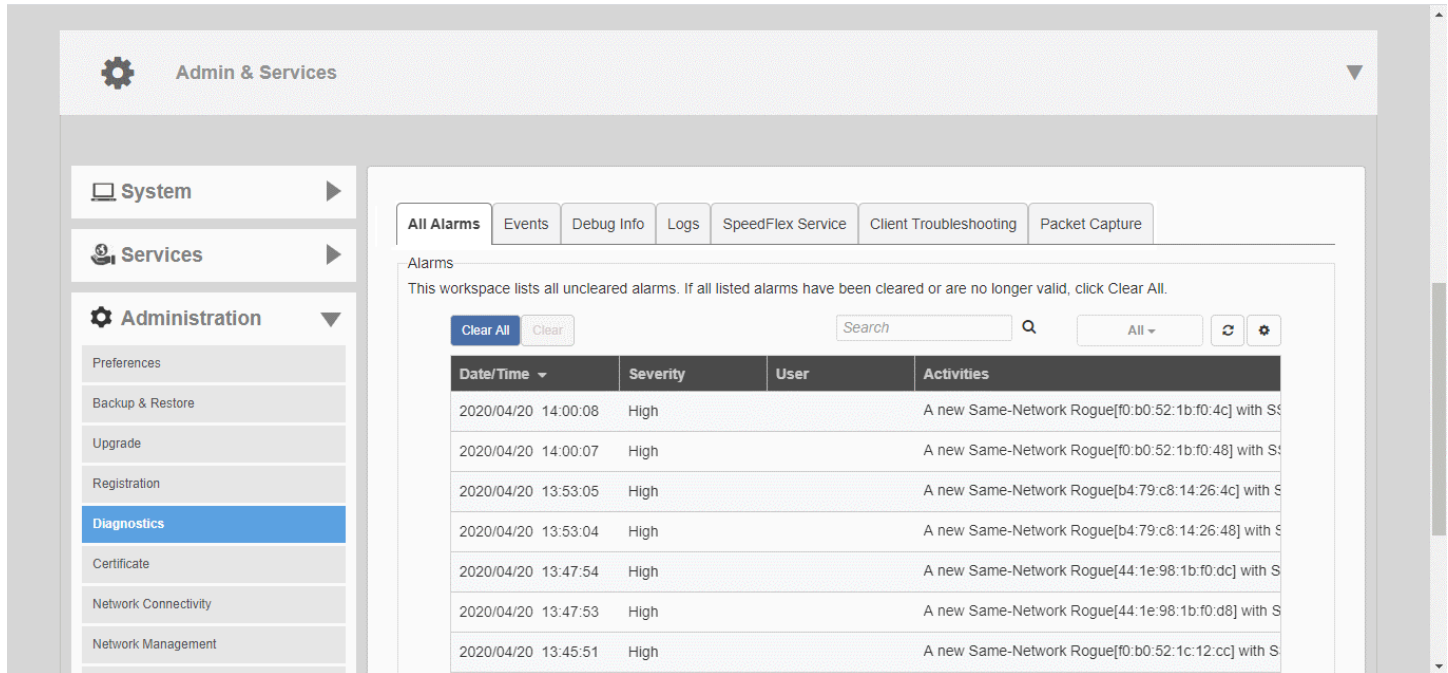 Admin & Services
System
Services
Administration
Preferences
Backup & Restore
Upgrade
Registration
Diagnostics
Certificate
Network Connectivity
Network Management
All Alarms Events Debug Info Logs SpeedFlex Service Client Troubleshooting Packet Capture
Alarms
This workspace lists all uncleared alarms. If all listed alarms have been cleared or are no longer valid, click Clear All.
Clear All Clear Search All
Date/Time Severity User Activities
2020/04/20 14:00:08 High A new Same-Network Rogue[f0:b0:52:1b:f0:4c] with SS
2020/04/20 14:00:07 High A new Same-Network Rogue[f0:b0:52:1b:f0:48] with SS
2020/04/20 13:53:05 High A new Same-Network Rogue[b4:79:c8:14:26:4c] with S
2020/04/20 13:53:04 High A new Same-Network Rogue[b4:79:c8:14:26:48] with S
2020/04/20 13:47:54 High A new Same-Network Rogue[44:1e:98:1b:f0:dc] with S
2020/04/20 13:47:53 High A new Same-Network Rogue[44:1e:98:1b:f0:d8] with S
2020/04/20 13:45:51 High A new Same-Network Rogue[f0:b0:52:1c:12:cc] with S